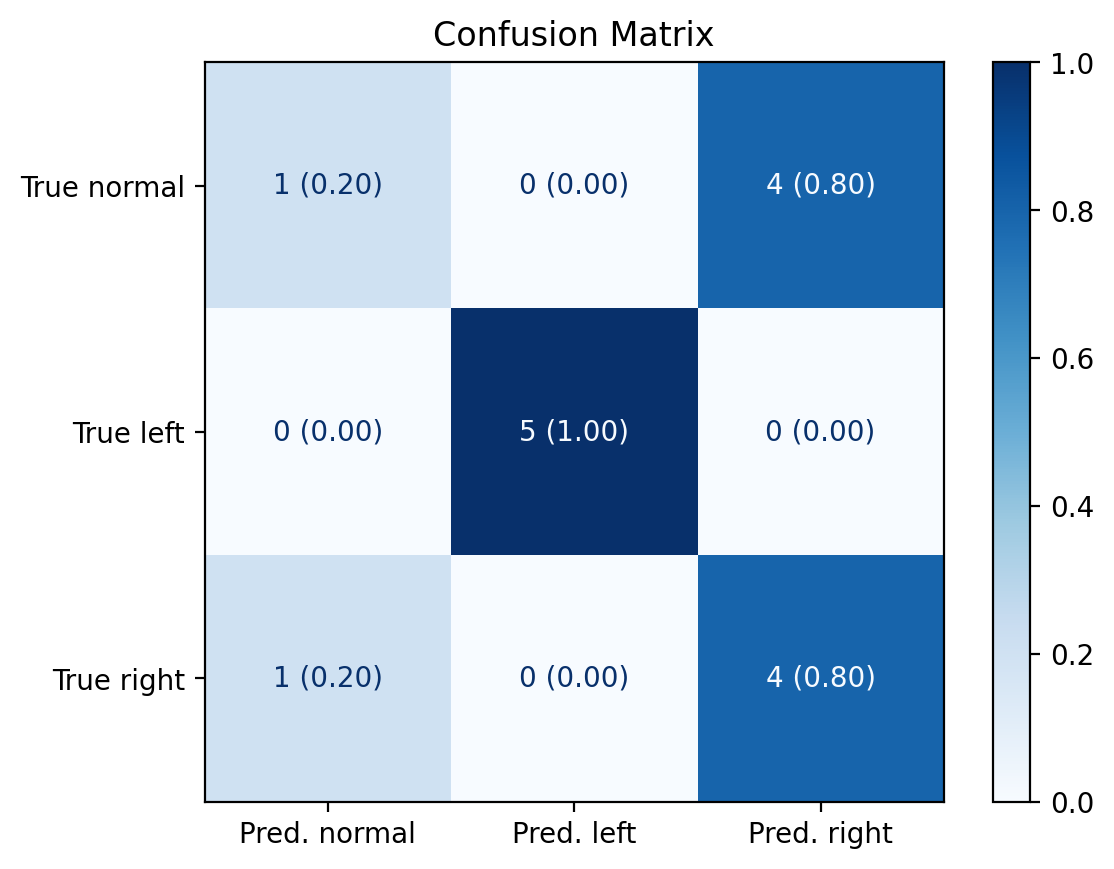 Confusion Matrix
True normal
1 (0.20)
0 (0.00)
4 (0.80)
True left
0 (0.00)
5 (1.00)
0 (0.00)
True right
1 (0.20)
0 (0.00)
4 (0.80)
Pred. normal
Pred. left
Pred. right
1.0
0.8
0.6
0.4
0.2
0.0